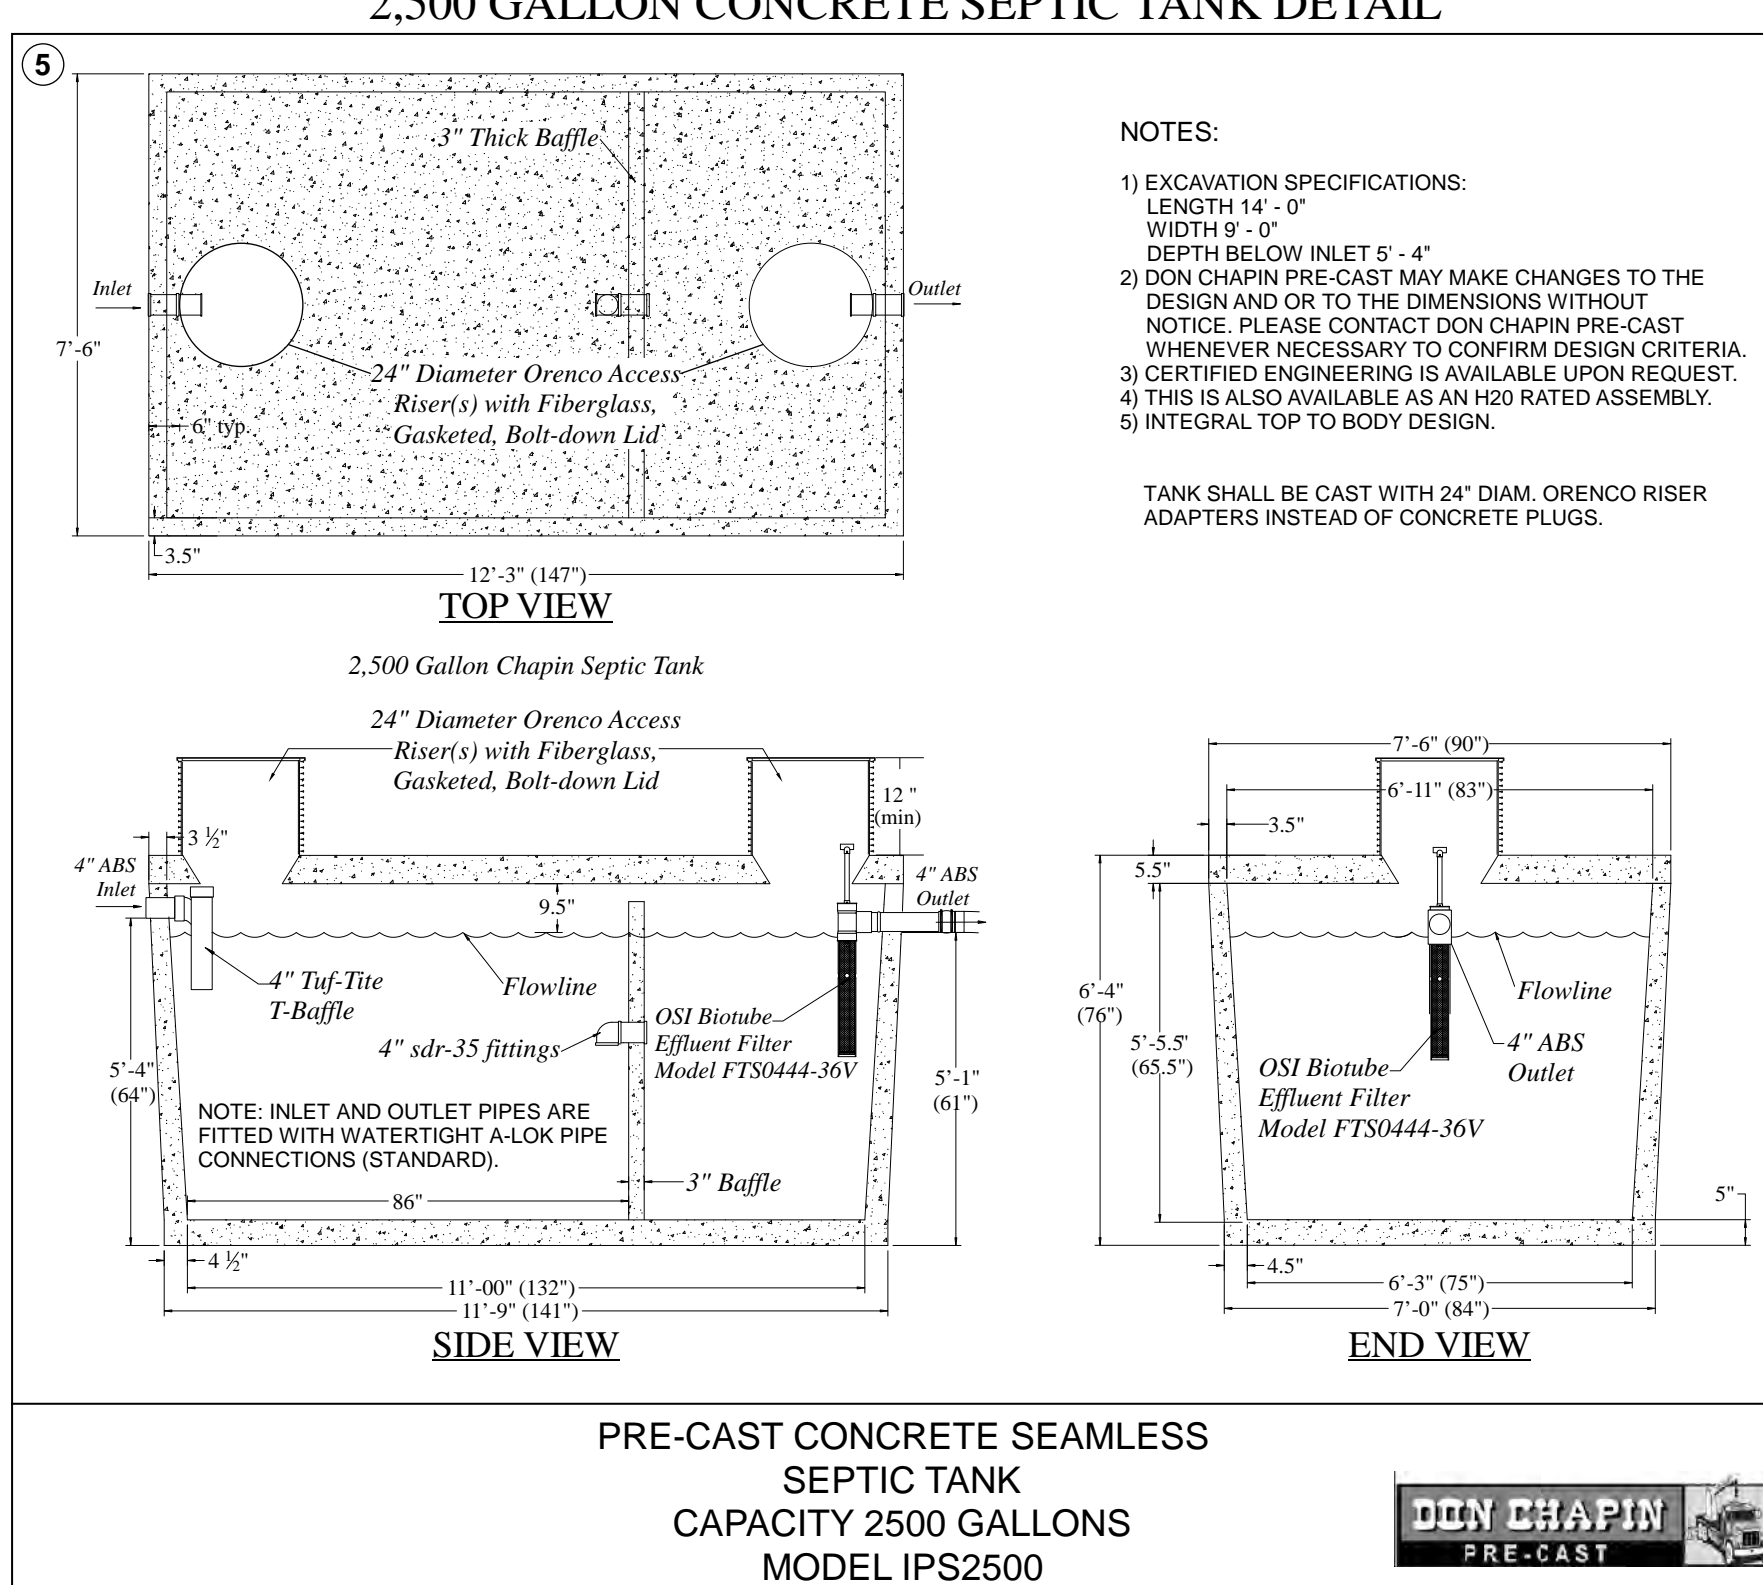 2,500 GALLON CONCRETE SEPTIC TANK DETAIL
5
3" Thick Baffle
Inlet
Outlet
7'-6"
24" Diameter Orenco Access
Riser(s) with Fiberglass,
Gasketed, Bolt-down Lid
6" typ.
3.5"
12'-3" (147")
TOP VIEW
NOTES:
1) EXCAVATION SPECIFICATIONS:
LENGTH 14' - 0"
WIDTH 9' - 0"
DEPTH BELOW INLET 5' - 4"
2) DON CHAPIN PRE-CAST MAY MAKE CHANGES TO THE
DESIGN AND OR TO THE DIMENSIONS WITHOUT
NOTICE. PLEASE CONTACT DON CHAPIN PRE-CAST
WHENEVER NECESSARY TO CONFIRM DESIGN CRITERIA.
3) CERTIFIED ENGINEERING IS AVAILABLE UPON REQUEST.
4) THIS IS ALSO AVAILABLE AS AN H20 RATED ASSEMBLY.
5) INTEGRAL TOP TO BODY DESIGN.
TANK SHALL BE CAST WITH 24" DIAM. ORENCO RISER
ADAPTERS INSTEAD OF CONCRETE PLUGS.
2,500 Gallon Chapin Septic Tank
24" Diameter Orenco Access
Riser(s) with Fiberglass,
Gasketed, Bolt-down Lid
12 "
(min)
3 ½"
4" ABS
Inlet
4" ABS
Outlet
9.5"
4" Tuf-Tite
T-Baffle
Flowline
OSI Biotube
Effluent Filter
Model FTS0444-36V
4" sdr-35 fittings
5'-4"
(64")
5'-1"
(61")
NOTE: INLET AND OUTLET PIPES ARE
FITTED WITH WATERTIGHT A-LOK PIPE
CONNECTIONS (STANDARD).
3" Baffle
86"
4 ½"
11'-00" (132")
11'-9" (141")
SIDE VIEW
7'-6" (90")
6'-11" (83")
3.5"
5.5"
6'-4"
(76")
5'-5.5"
(65.5")
Flowline
4" ABS
Outlet
OSI Biotube
Effluent Filter
Model FTS0444-36V
5"
4.5"
6'-3" (75")
7'-0" (84")
END VIEW
PRE-CAST CONCRETE SEAMLESS
SEPTIC TANK
CAPACITY 2500 GALLONS
MODEL IPS2500
DON CHAPIN
PRE-CAST